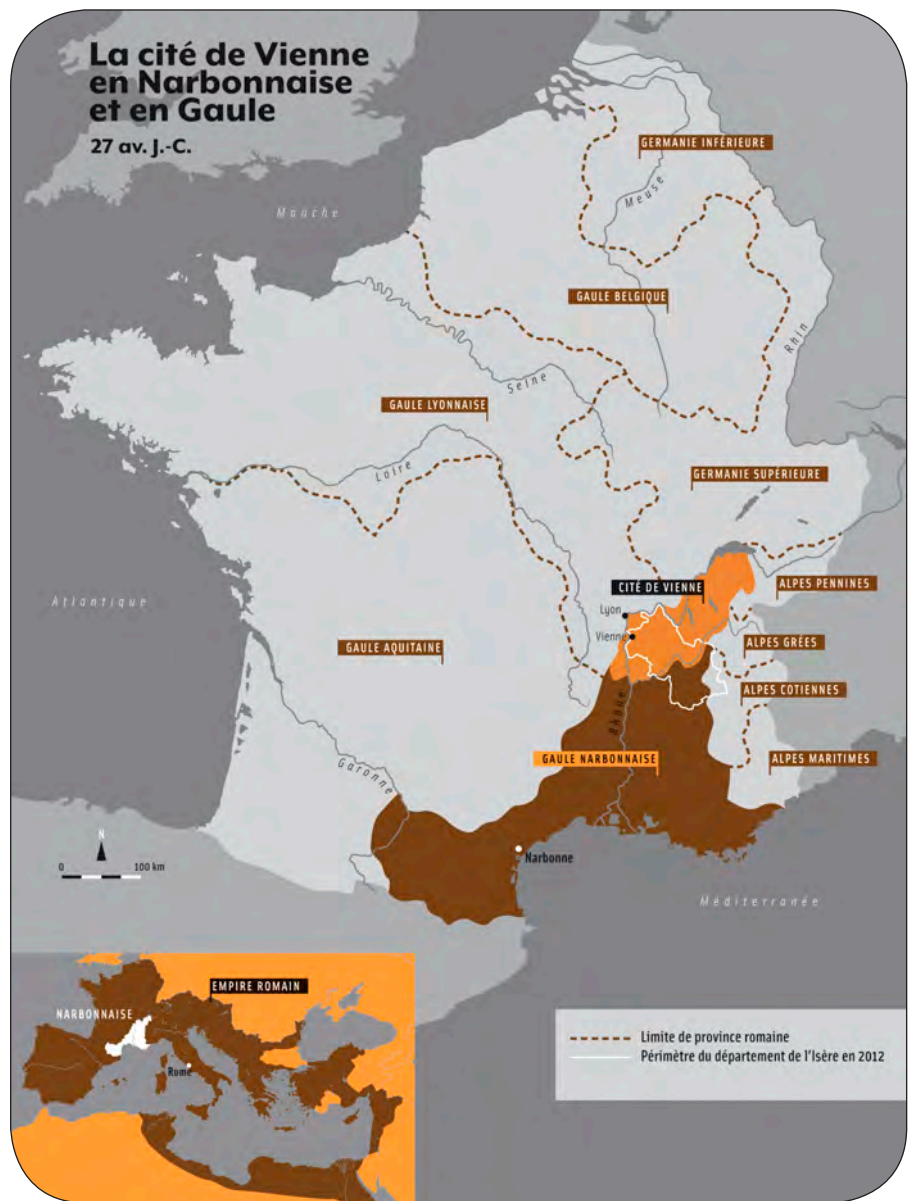 La cité de Vienne
en Narbonnaise
et en Gaule
27 av. J.-C.
GERMANIE INFÉRIEURE
Meuse
Manche
GAULE BELGIQUE
Rhin
Seine
GAULE LYONNAISE
Loire
GERMANIE SUPÉRIEURE
CITÉ DE VIENNE
ALPES PENNINES
Atlantique
Lyon
Vienne
GAULE AQUITAINE
ALPES GRÉES
ALPES COTIENNES
Rhône
GAULE NARBONNAISE
ALPES MARITIMES
Garonne
N
0 100 km
Narbonne
Méditerranée
EMPIRE ROMAIN
NARBONNAISE
Rome
Limite de province romaine
Périmètre du département de l'Isère en 2012